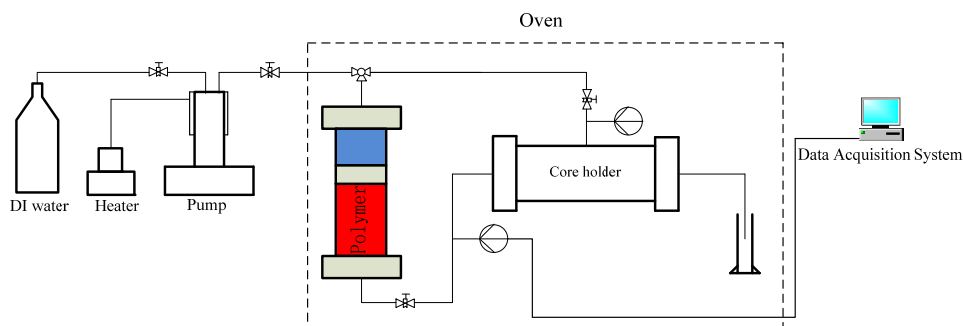 Oven
Polymer
Core holder
Data Acquisition System
DI water
Heater
Pump